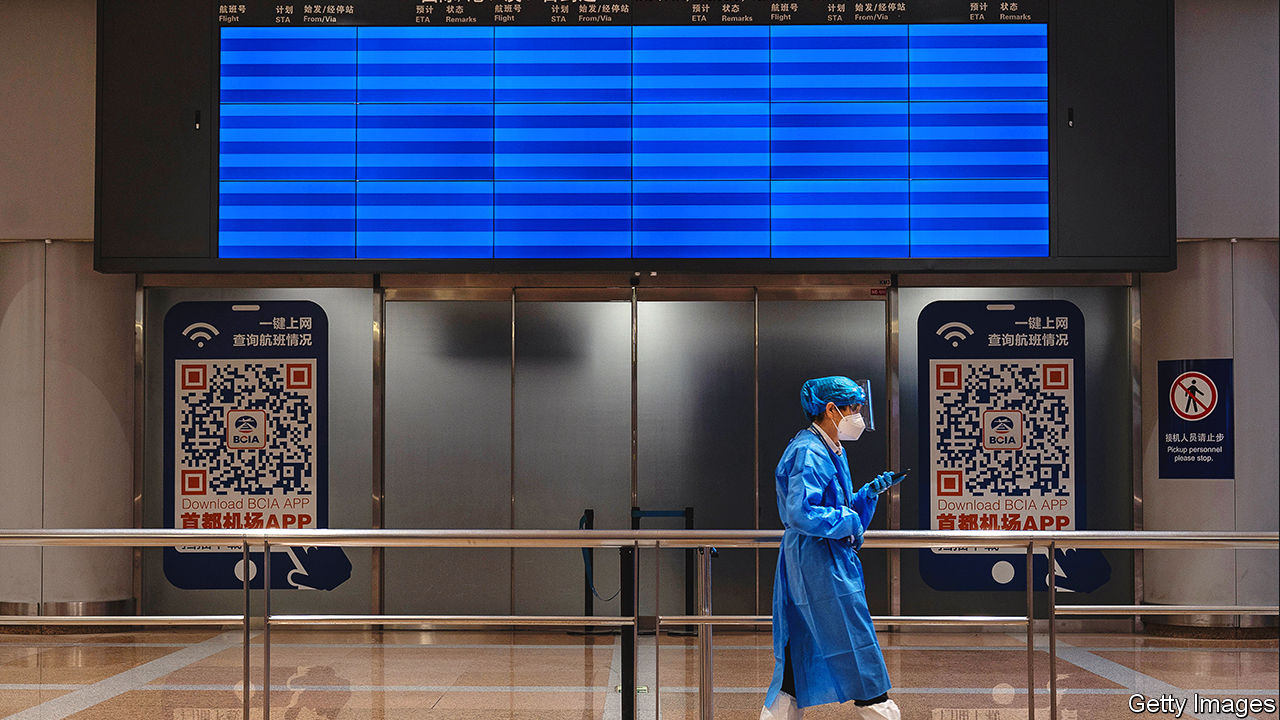 航班号 计划 始发/经停站 预计 状态 航班号 计划 始发/经停站 预计 状态 航班号 计划 始发/经停站 预计 状态
Flight STA From/Via ETA Remarks Flight STA From/Via ETA Remarks Flight STA From/Via ETA Remarks
一键上网
查询航班情况
BCIA
Download BCIA APP
首都机场APP
一键上网
查询航班情况
BCIA
Download BCIA APP
首都机场APP
接机人员请止步
Pickup personnel
please stop.
Getty Images